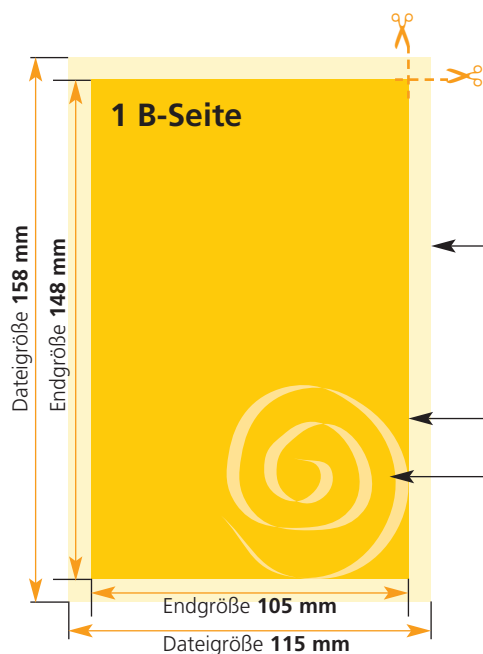 1 B-Seite
Dateigröße 158 mm
Endgröße 148 mm
Endgröße 105 mm
Dateigröße 115 mm